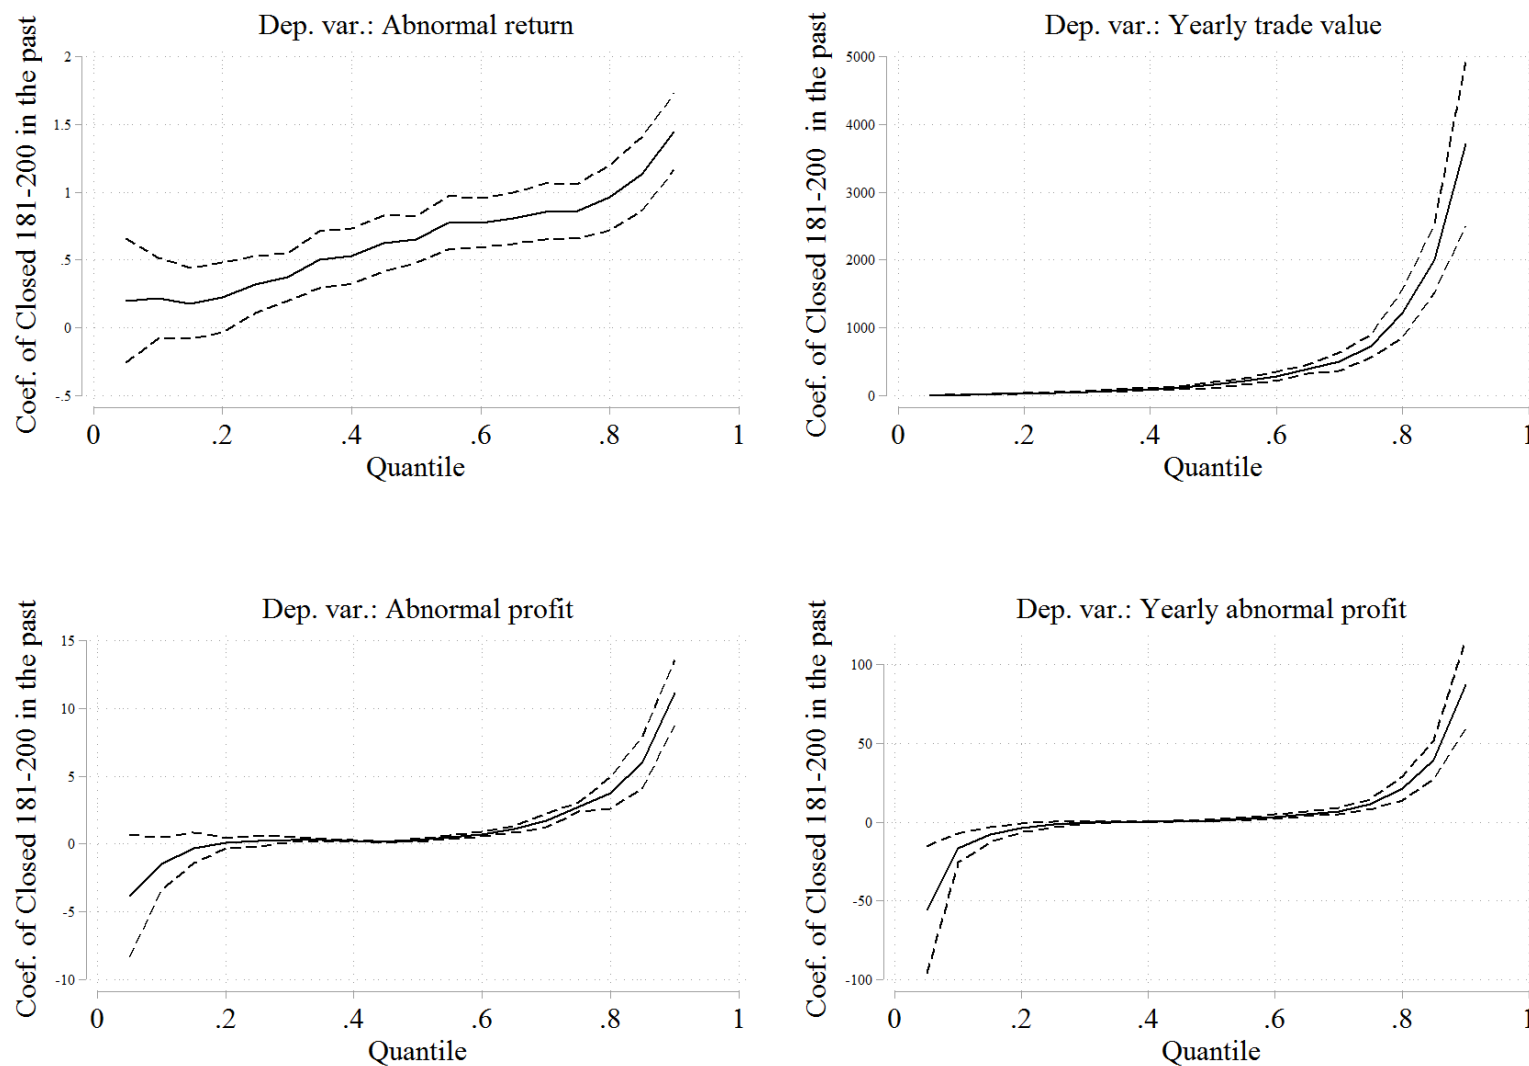 Dep. var.: Abnormal return
Coef. of Closed 181-200 in the past
2
1.5
1
.5
0
-.5
0 .2 .4 .6 .8 1
Quantile
Dep. var.: Yearly trade value
Coef. of Closed 181-200 in the past
5000
4000
3000
2000
1000
0
0 .2 .4 .6 .8 1
Quantile
Dep. var.: Abnormal profit
Coef. of Closed 181-200 in the past
15
10
5
0
-5
-10
0 .2 .4 .6 .8 1
Quantile
Dep. var.: Yearly abnormal profit
Coef. of Closed 181-200 in the past
100
50
0
-50
-100
0 .2 .4 .6 .8 1
Quantile